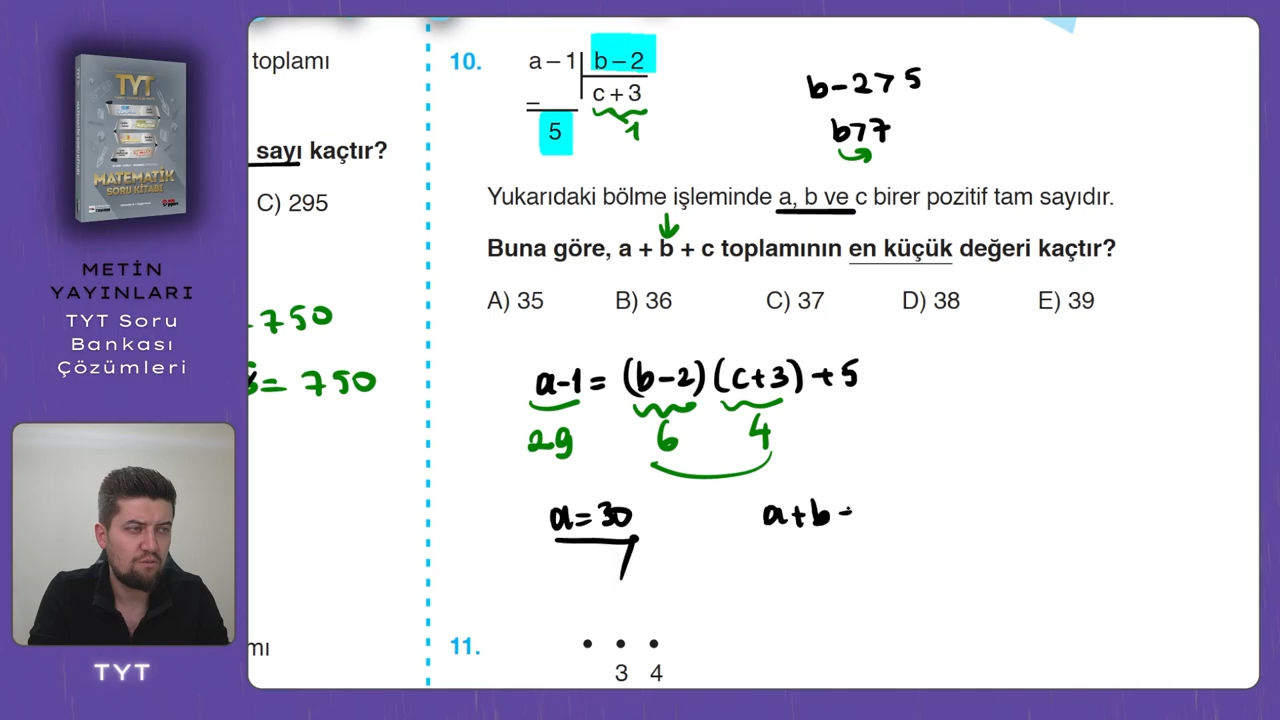 TYT
MATEMATİK
SORU KİTABI
METİN
YAYINLARI
TYT Soru
Bankası
Çözümleri
TYT
toplamı
sayı kaçtır?
C) 295
750
= 750
mı
10.
a – 1 b – 2
– c + 3
1
5
b-2>5
b>7
Yukarıdaki bölme işleminde a, b ve c birer pozitif tam sayıdır.
Buna göre, a + b + c toplamının en küçük değeri kaçtır?
A) 35 B) 36 C) 37 D) 38 E) 39
a-1 = (b-2) (c+3) + 5
29 6 4
a = 30 a+b -
11. • • •
3 4